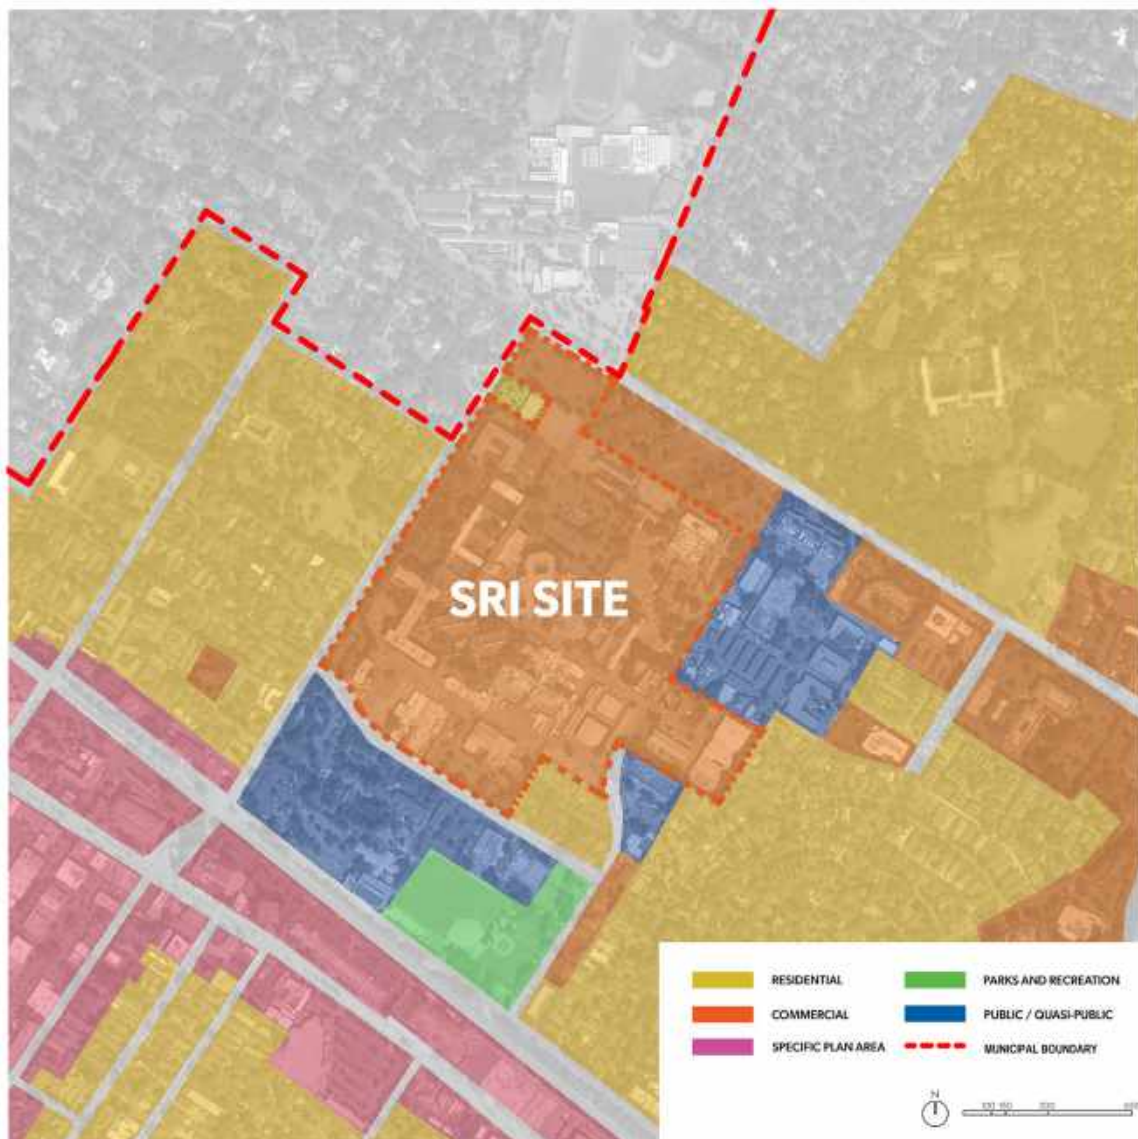 SRI SITE
RESIDENTIAL
PARKS AND RECREATION
COMMERCIAL
PUBLIC / QUASI-PUBLIC
SPECIFIC PLAN AREA
MUNICIPAL BOUNDARY
N